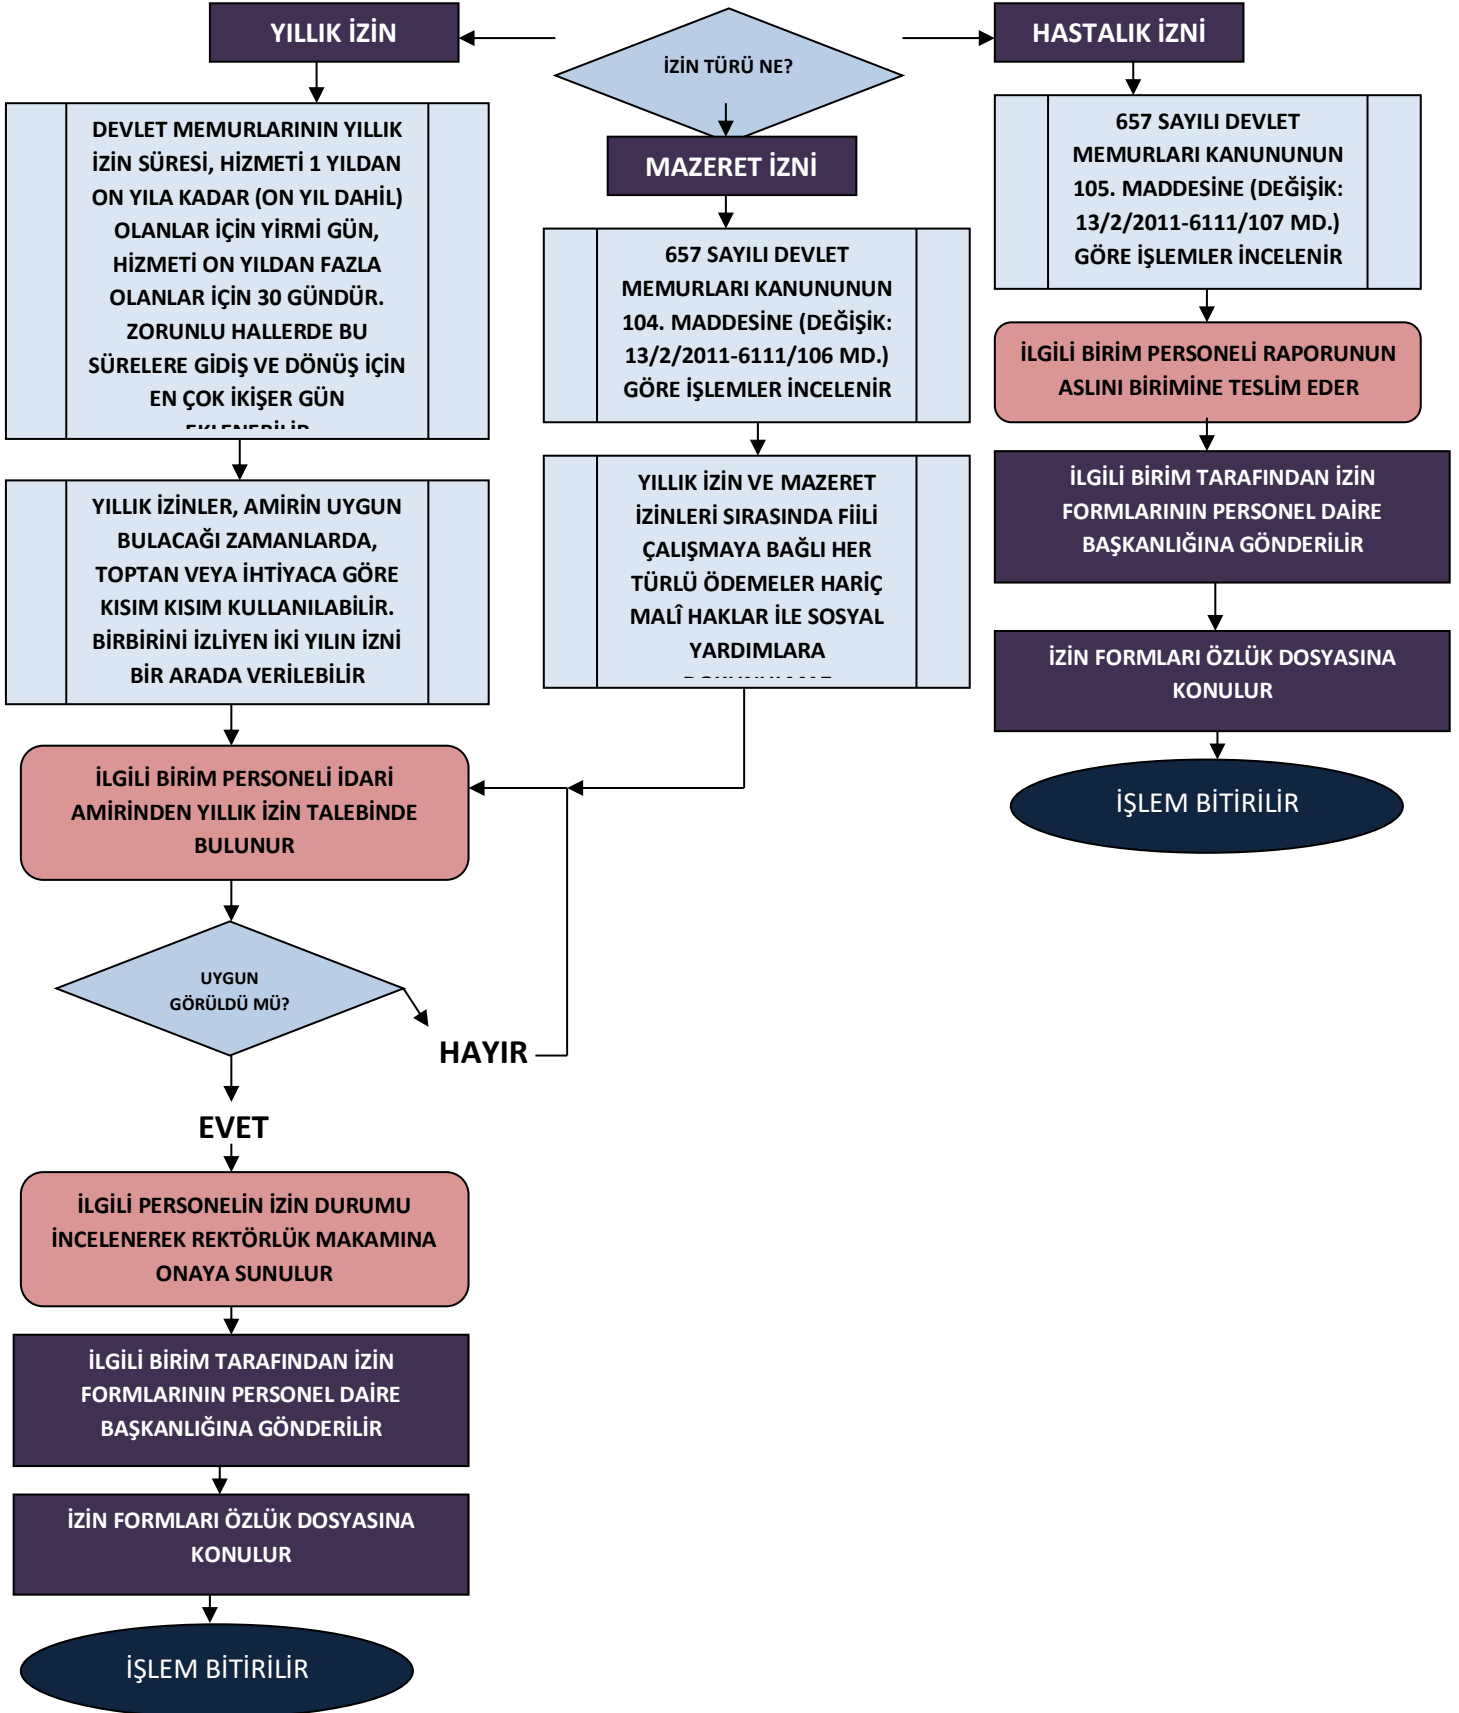 İZİN TÜRÜ NE?
YILLIK İZİN
DEVLET MEMURLARININ YILLIK
İZİN SÜRESİ, HİZMETİ 1 YILDAN
ON YILA KADAR (ON YIL DAHİL)
OLANLAR İÇİN YİRMİ GÜN,
HİZMETİ ON YILDAN FAZLA
OLANLAR İÇİN 30 GÜNDÜR.
ZORUNLU HALLERDE BU
SÜRELERE GİDİŞ VE DÖNÜŞ İÇİN
EN ÇOK İKİŞER GÜN
YILLIK İZİNLER, AMİRİN UYGUN
BULACAĞI ZAMANLARDA,
TOPTAN VEYA İHTİYACA GÖRE
KISIM KISIM KULLANILABİLİR.
BİRBİRİNİ İZLİYEN İKİ YILIN İZNİ
BİR ARADA VERİLEBİLİR
İLGİLİ BİRİM PERSONELİ İDARİ
AMİRİNDEN YILLIK İZİN TALEBİNDE
BULUNUR
UYGUN
GÖRÜLDÜ MÜ?
HAYIR
EVET
İLGİLİ PERSONELİN İZİN DURUMU
İNCELENEREK REKTÖRLÜK MAKAMINA
ONAYA SUNULUR
İLGİLİ BİRİM TARAFINDAN İZİN
FORMLARININ PERSONEL DAİRE
BAŞKANLIĞINA GÖNDERİLİR
İZİN FORMLARI ÖZLÜK DOSYASINA
KONULUR
İŞLEM BİTİRİLİR
MAZERET İZNİ
657 SAYILI DEVLET
MEMURLARI KANUNUNUN
104. MADDESİNE (DEĞİŞİK:
13/2/2011-6111/106 MD.)
GÖRE İŞLEMLER İNCELENİR
YILLIK İZİN VE MAZERET
İZİNLERİ SIRASINDA FİİLİ
ÇALIŞMAYA BAĞLI HER
TÜRLÜ ÖDEMELER HARİÇ
MALÎ HAKLAR İLE SOSYAL
YARDIMLARA
HASTALIK İZNİ
657 SAYILI DEVLET
MEMURLARI KANUNUNUN
105. MADDESİNE (DEĞİŞİK:
13/2/2011-6111/107 MD.)
GÖRE İŞLEMLER İNCELENİR
İLGİLİ BİRİM PERSONELİ RAPORUNUN
ASLINI BİRİMİNE TESLİM EDER
İLGİLİ BİRİM TARAFINDAN İZİN
FORMLARININ PERSONEL DAİRE
BAŞKANLIĞINA GÖNDERİLİR
İZİN FORMLARI ÖZLÜK DOSYASINA
KONULUR
İŞLEM BİTİRİLİR